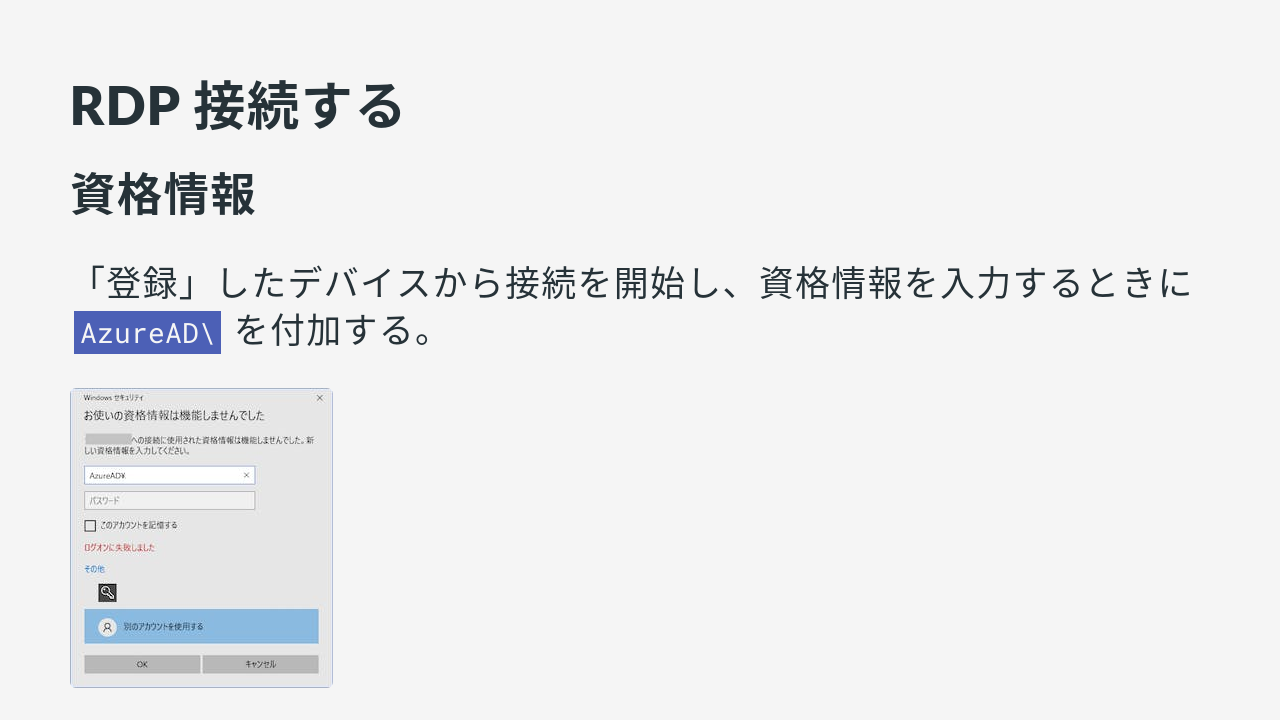 RDP 接続する
資格情報
「登録」したデバイスから接続を開始し、資格情報を入力するときに
AzureAD\ を付加する。
Windows セキュリティ
お使いの資格情報は機能しませんでした
への接続に使用された資格情報は機能しませんでした。新
しい資格情報を入力してください。
AzureAD¥
パスワード
このアカウントを記憶する
ログオンに失敗しました
その他
別のアカウントを使用する
OK
キャンセル